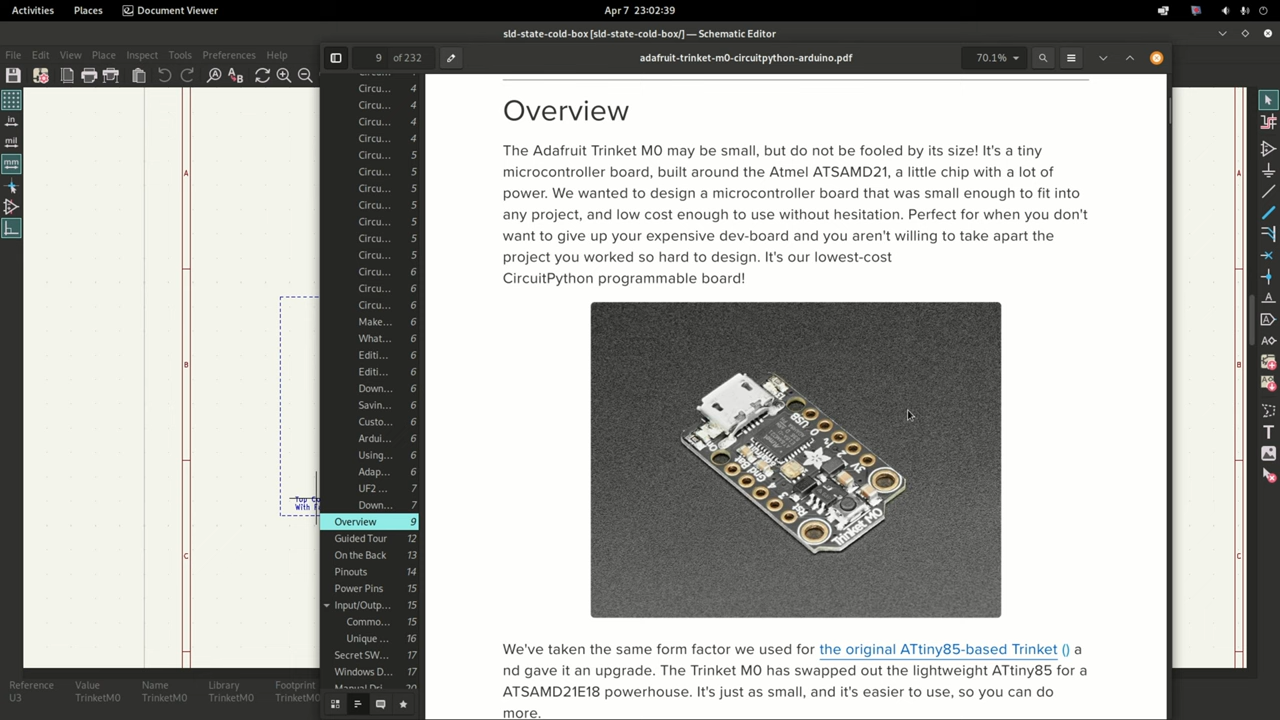 Activities Places Document Viewer Apr 7 23:02:39
sld-state-cold-box [sld-state-cold-box/] — Schematic Editor
File Edit View Place Inspect Tools Preferences Help
9 of 232 adafruit-trinket-m0-circuitpython-arduino.pdf 70.1%
in
mil
mm
A
B
C
A
B
C
Circu... 4
Circu... 4
Circu... 4
Circu... 4
Circu... 5
Circu... 5
Circu... 5
Circu... 5
Circu... 5
Circu... 5
Circu... 5
Circu... 6
Circu... 6
Circu... 6
Make... 6
What... 6
Editi... 6
Editi... 6
Down... 6
Savin... 6
Custo... 6
Ardui... 6
Using... 6
Adap... 6
UF2 ... 7
Down... 7
Overview 9
Guided Tour 12
On the Back 13
Pinouts 14
Power Pins 15
Input/Outp... 15
Commo... 15
Unique ... 16
Secret SW... 17
Windows D... 17
Overview
The Adafruit Trinket M0 may be small, but do not be fooled by its size! It's a tiny
microcontroller board, built around the Atmel ATSAMD21, a little chip with a lot of
power. We wanted to design a microcontroller board that was small enough to fit into
any project, and low cost enough to use without hesitation. Perfect for when you don't
want to give up your expensive dev-board and you aren't willing to take apart the
project you worked so hard to design. It's our lowest-cost
CircuitPython programmable board!
USB
Gnd Bat
Trinket M0
We've taken the same form factor we used for the original ATtiny85-based Trinket () a
nd gave it an upgrade. The Trinket M0 has swapped out the lightweight ATtiny85 for a
ATSAMD21E18 powerhouse. It's just as small, and it's easier to use, so you can do
more.
Top Co
With F
Reference Value Name Library Footprint
U3 TrinketM0 TrinketM0 TrinketM0 TrinketM0